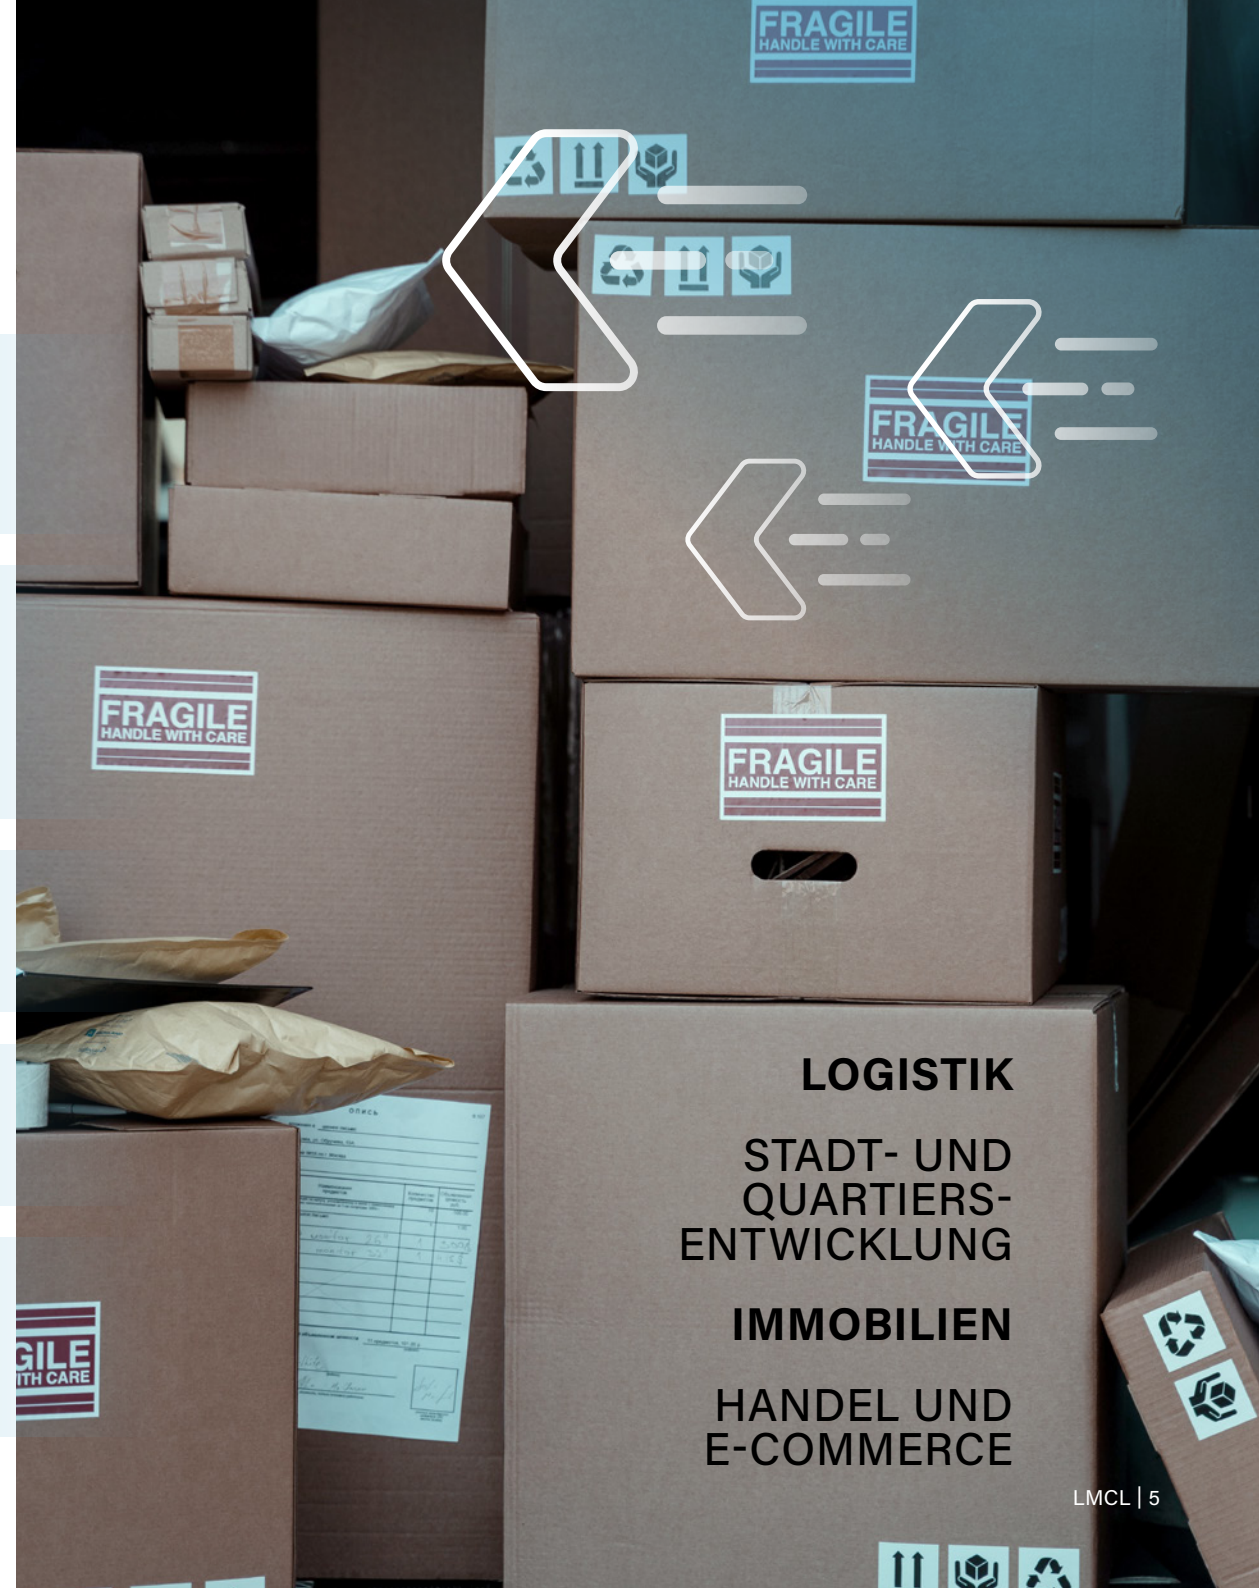 FRAGILE
HANDLE WITH CARE
FRAGILE
HANDLE WITH CARE
FRAGILE
HANDLE WITH CARE
FRAGILE
HANDLE WITH CARE
LOGISTIK
STADT- UND
QUARTIERS-
ENTWICKLUNG
IMMOBILIEN
HANDEL UND
E-COMMERCE
GILE
ITH CARE
ОПИСЬ
LMCL | 5